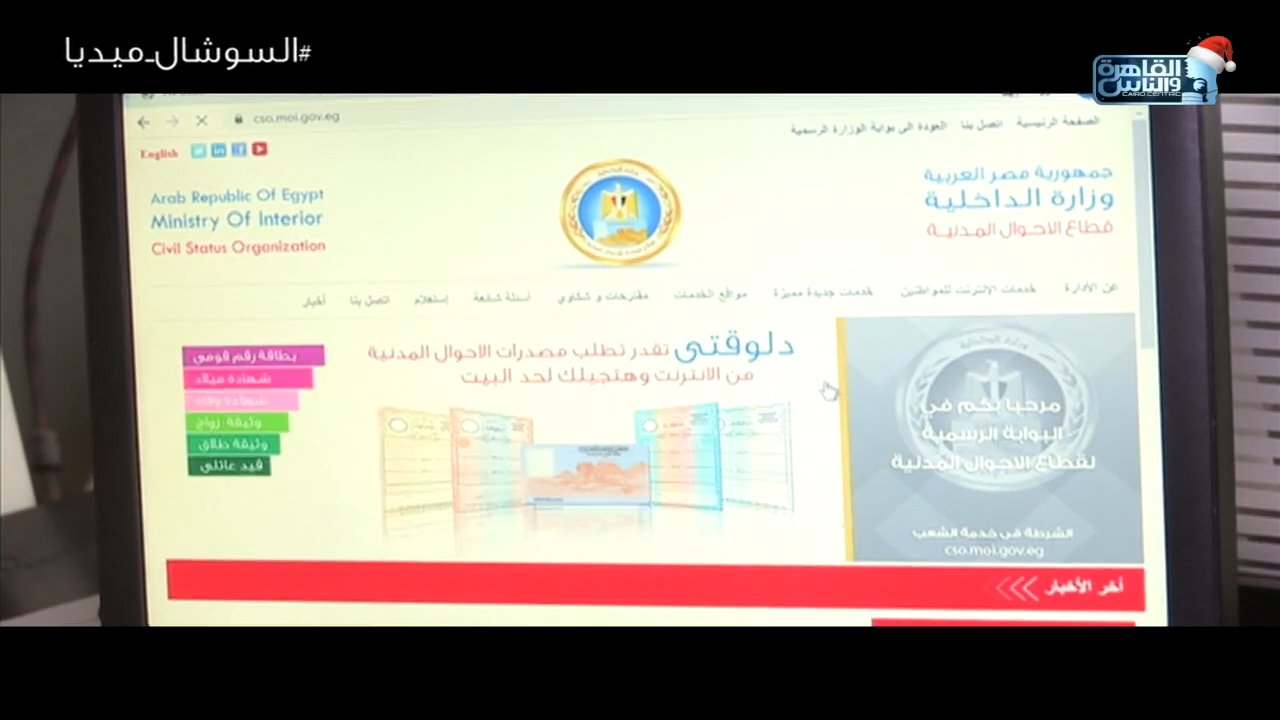 #السوشال_ميديا
القاهرة
والناس
CAIRO CENTRIC
cso.moi.gov.eg
الصفحة الرئيسية اتصل بنا العودة الى بوابة الوزارة الرسمية
English
Arab Republic Of Egypt
Ministry Of Interior
Civil Status Organization
جمهورية مصر العربية
وزارة الداخلية
قطاع الاحوال المدنية
عن الادارة خدمات الإنترنت للمواطنين خدمات جديدة مميزة مواقع الخدمات مقترحات و شكاوي أسئلة شائعة إستعلام اتصل بنا أخبار
دلوقتى تقدر تطلب مصدرات الاحوال المدنية
من الانترنت وهتجيلك لحد البيت
بطاقة رقم قومى
شهادة ميلاد
شهادة وفاة
وثيقة زواج
وثيقة طلاق
قيد عائلى
مرحبا بكم في
البوابة الرسمية
لقطاع الاحوال المدنية
الشرطة فى خدمة الشعب
cso.moi.gov.eg
أخر الأخبار